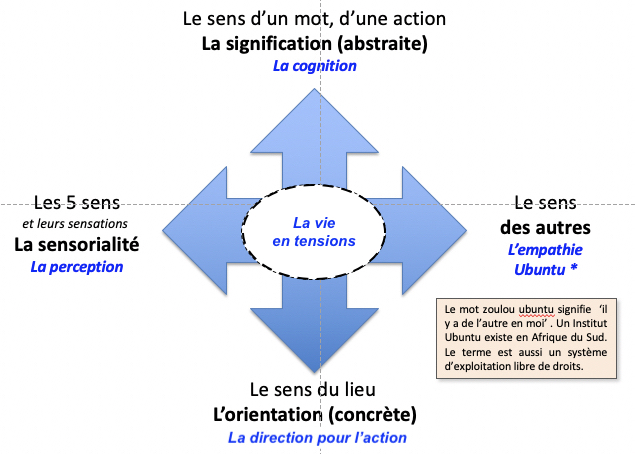 Le sens d’un mot, d’une action
La signification (abstraite)
La cognition
Les 5 sens
et leurs sensations
La sensorialité
La perception
La vie
en tensions
Le sens
des autres
L’empathie
Ubuntu *
Le mot zoulou ubuntu signifie ‘il
y a de l’autre en moi’ . Un Institut
Ubuntu existe en Afrique du Sud.
Le terme est aussi un système
d’exploitation libre de droits.
Le sens du lieu
L’orientation (concrète)
La direction pour l’action